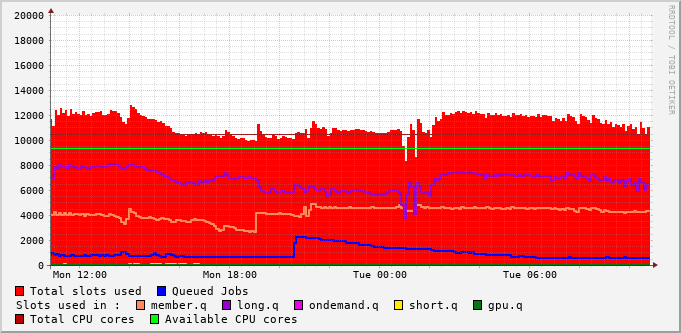 20000
18000
16000
14000
12000
10000
8000
6000
4000
2000
0
Mon 12:00 Mon 18:00 Tue 00:00 Tue 06:00
RRDTOOL / TOBI OETIKER
Total slots used Queued Jobs
Slots used in : member.q long.q ondemand.q short.q gpu.q
Total CPU cores Available CPU cores